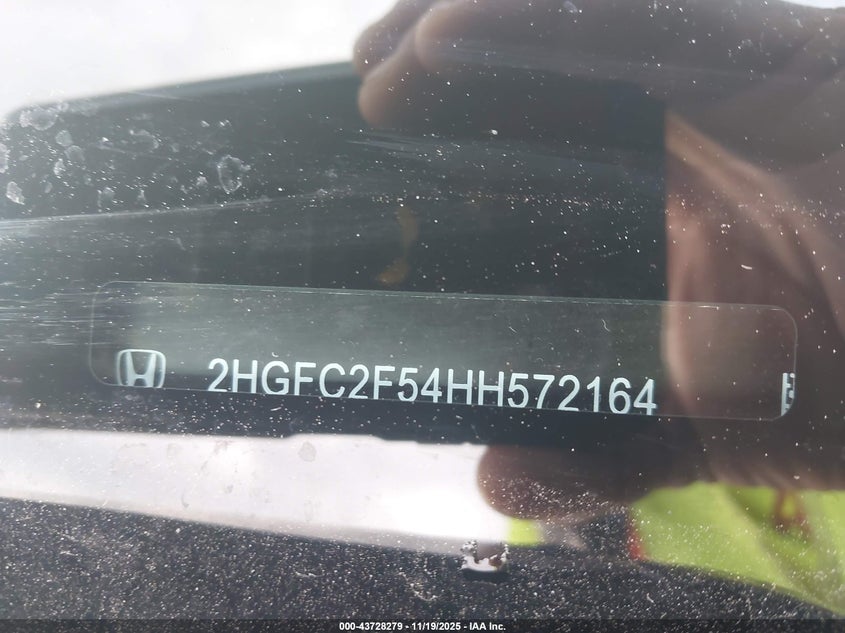 2HGFC2F54HH572164
000-43728279 - 11/19/2025 - IAA Inc.